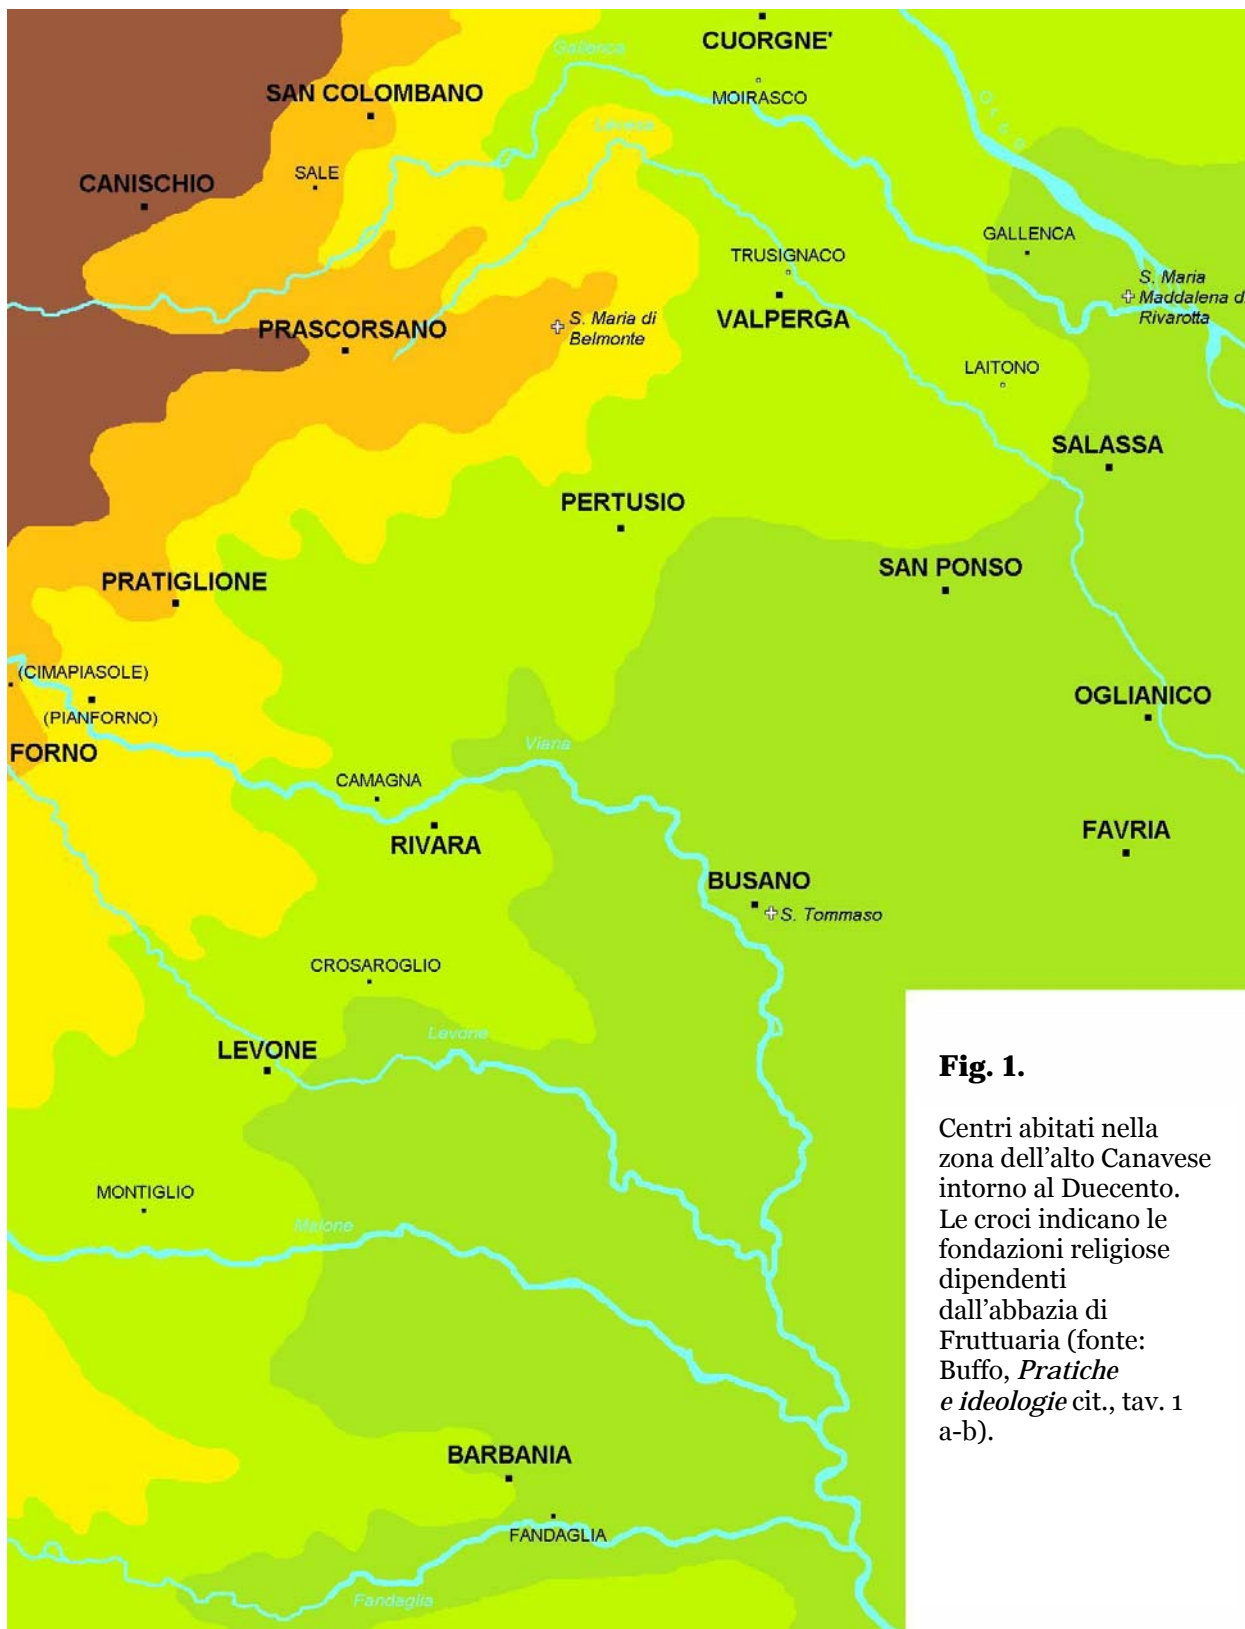 CUORGNE'
Gallenca
SAN COLOMBANO
MOIRASCO
Orco
Levesa
SALE
CANISCHIO
GALLENCA
TRUSIGNACO
S. Maria
Maddalena d
Rivarotta
PRASCORSANO
S. Maria di
Belmonte
VALPERGA
LAITONO
SALASSA
PERTUSIO
SAN PONSO
PRATIGLIONE
(CIMAPIASOLE)
OGLIANICO
(PIANFORNO)
FORNO
Viana
CAMAGNA
FAVRIA
RIVARA
BUSANO
S. Tommaso
CROSAROGLIO
Levone
LEVONE
MONTIGLIO
Malone
BARBANIA
FANDAGLIA
Fandaglia
Fig. 1.
Centri abitati nella
zona dell’alto Canavese
intorno al Duecento.
Le croci indicano le
fondazioni religiose
dipendenti
dall’abbazia di
Fruttuaria (fonte:
Buffo, Pratiche
e ideologie cit., tav. 1
a-b).